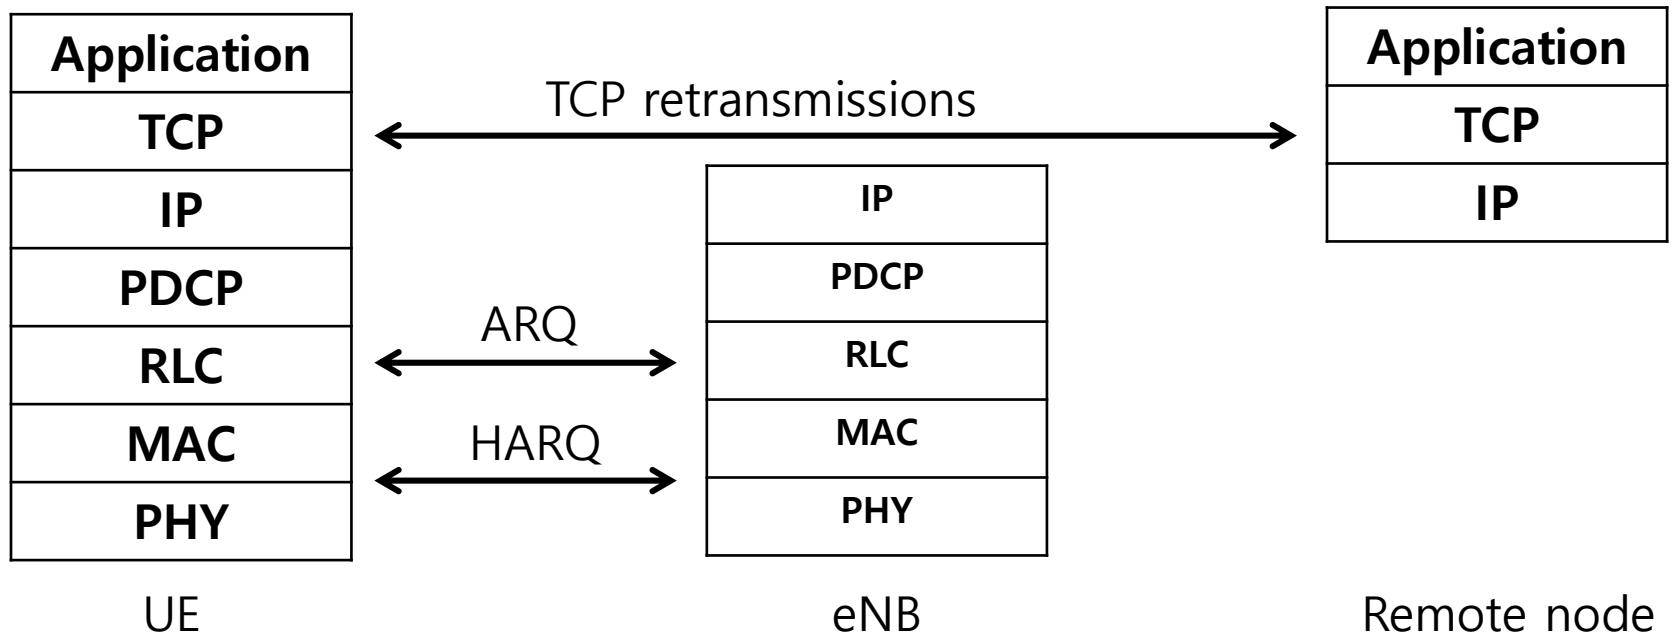 Application
TCP
IP
PDCP
RLC
MAC
PHY
UE
TCP retransmissions
ARQ
HARQ
IP
PDCP
RLC
MAC
PHY
eNB
Application
TCP
IP
Remote node